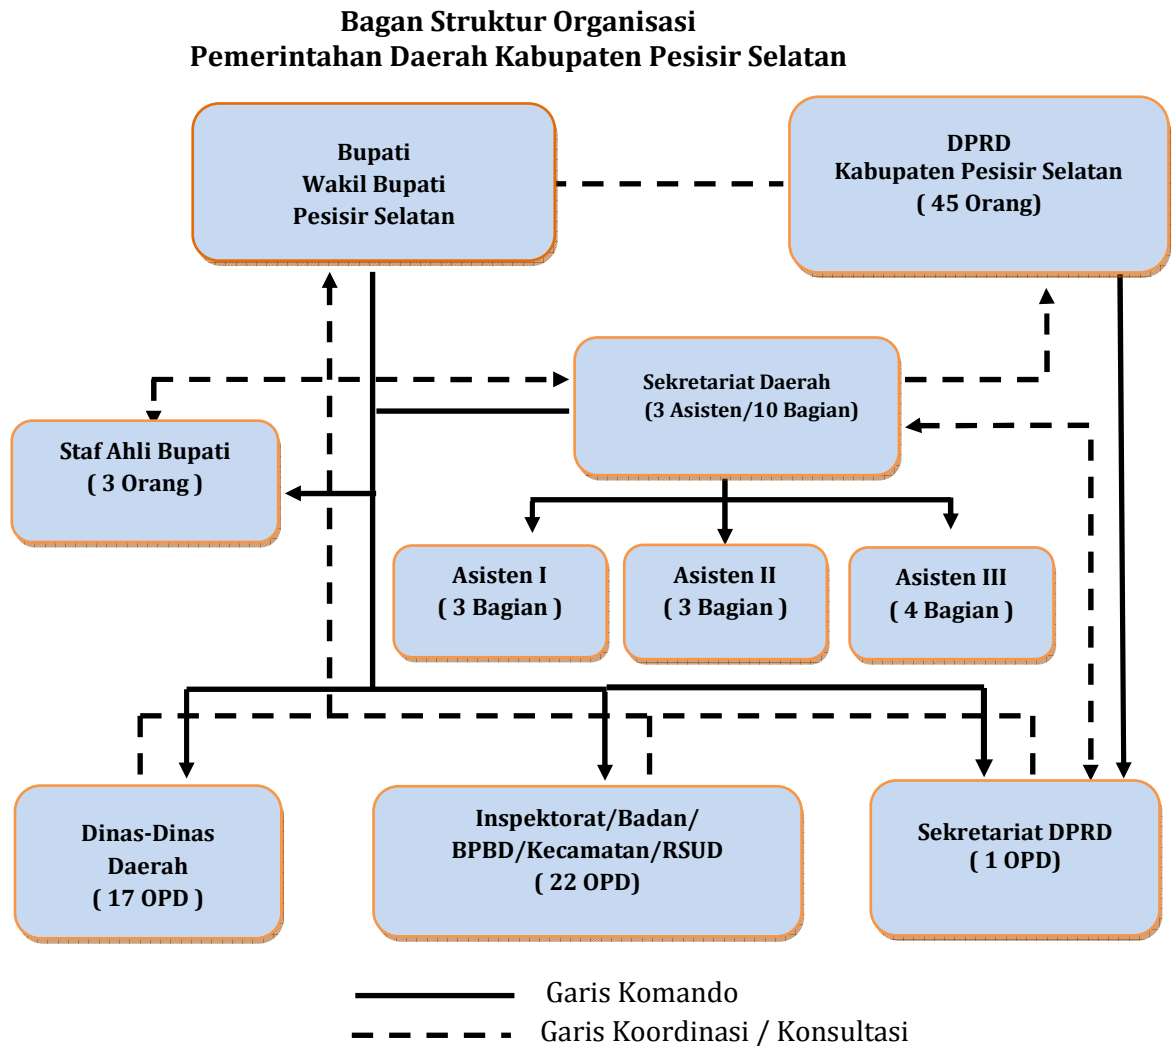 Bagan Struktur Organisasi
Pemerintahan Daerah Kabupaten Pesisir Selatan
Bupati
Wakil Bupati
Pesisir Selatan
DPRD
Kabupaten Pesisir Selatan
( 45 Orang)
Sekretariat Daerah
(3 Asisten/10 Bagian)
Staf Ahli Bupati
( 3 Orang )
Asisten I
( 3 Bagian )
Asisten II
( 3 Bagian )
Asisten III
( 4 Bagian )
Dinas-Dinas
Daerah
( 17 OPD )
Inspektorat/Badan/
BPBD/Kecamatan/RSUD
( 22 OPD)
Sekretariat DPRD
( 1 OPD)
Garis Komando
Garis Koordinasi / Konsultasi